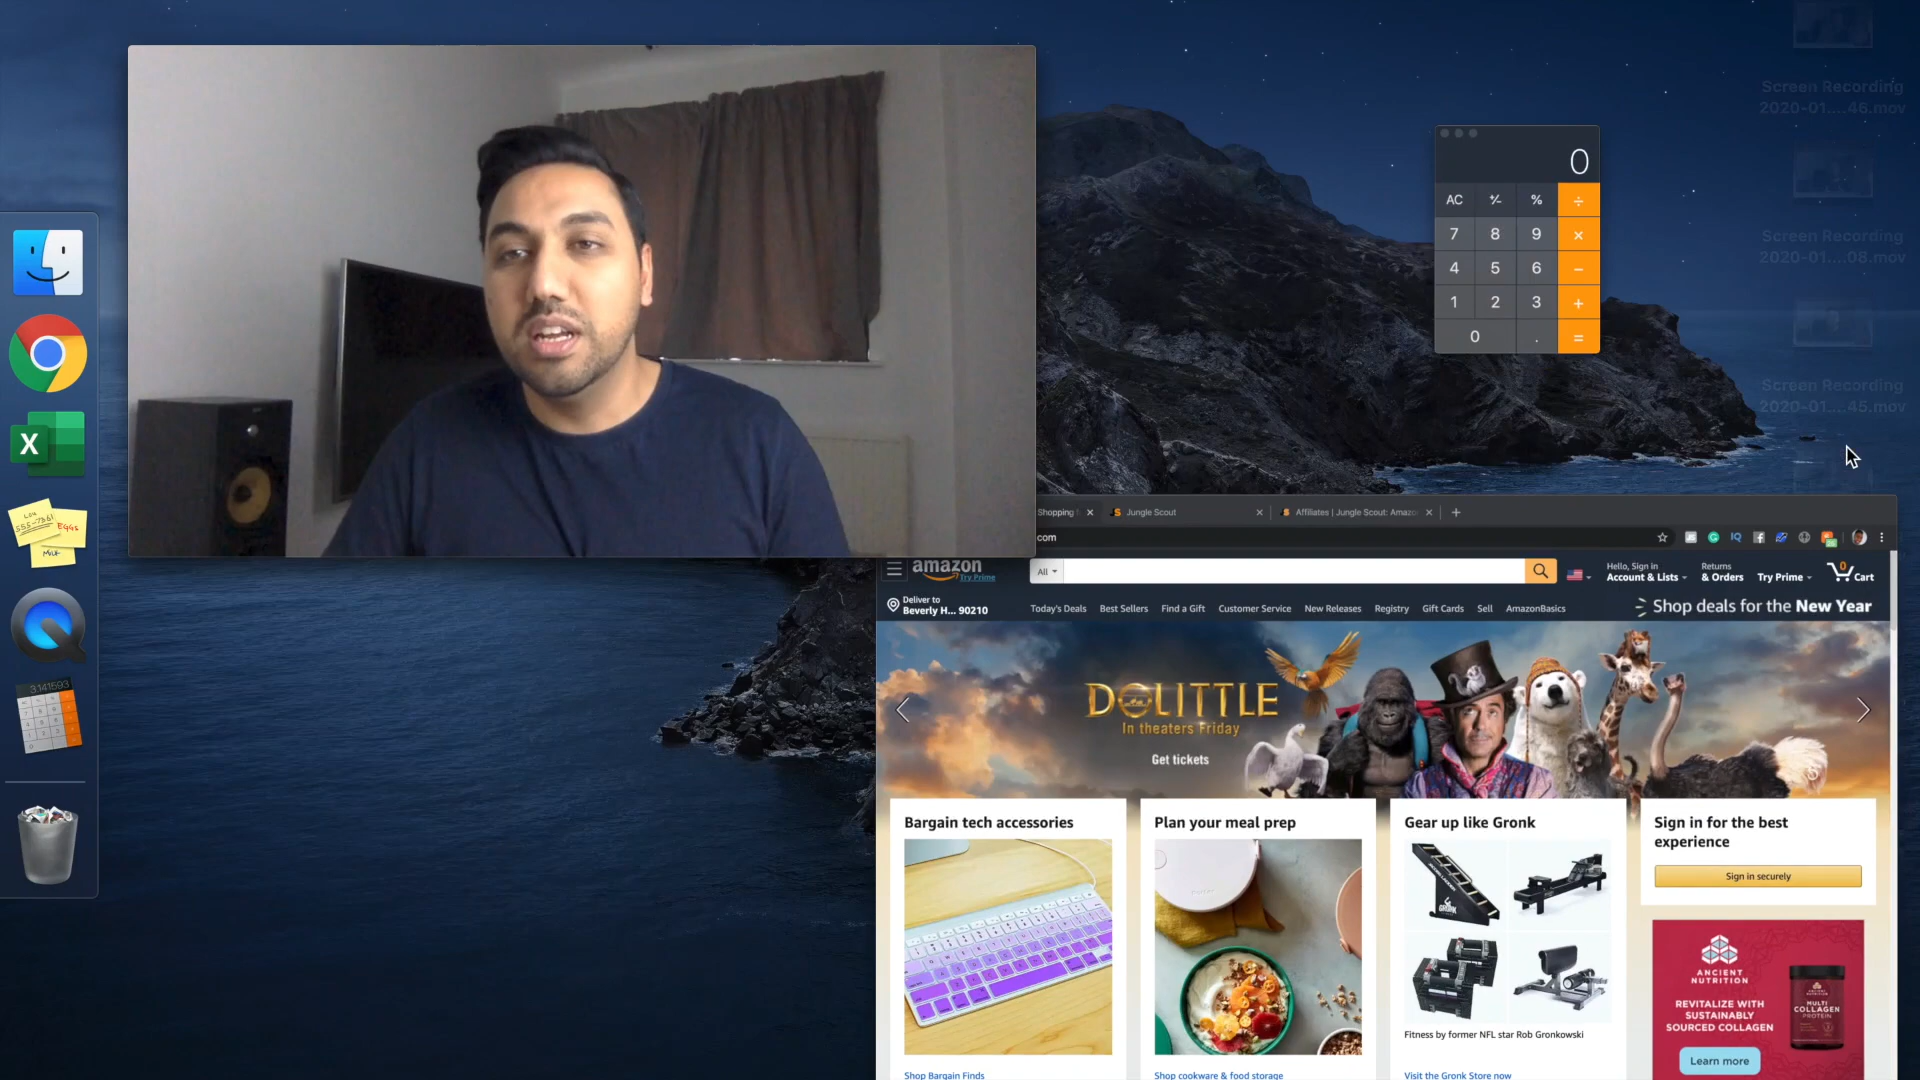 Screen Recording
2020-01....46.mov
Screen Recording
2020-01....08.mov
Screen Recording
2020-01....45.mov
0
AC +⁄- % ÷
7 8 9 ×
4 5 6 −
1 2 3 +
0 . =
X
555-7361
EGGS
MILK
3.141593
Shopping
Jungle Scout
Affiliates | Jungle Scout: Amazo
com
amazon
Try Prime
All
Hello, Sign in
Account & Lists
Returns
& Orders
Try Prime
0
Cart
Deliver to
Beverly H... 90210
Today's Deals
Best Sellers
Find a Gift
Customer Service
New Releases
Registry
Gift Cards
Sell
AmazonBasics
Shop deals for the New Year
DOLITTLE
In theaters Friday
Get tickets
Bargain tech accessories
Shop Bargain Finds
Plan your meal prep
Shop cookware & food storage
Gear up like Gronk
GRONK
Fitness by former NFL star Rob Gronkowski
Visit the Gronk Store now
Sign in for the best
experience
Sign in securely
ANCIENT
NUTRITION
REVITALIZE WITH
SUSTAINABLY
SOURCED COLLAGEN
MULTI
COLLAGEN
PROTEIN
Learn more